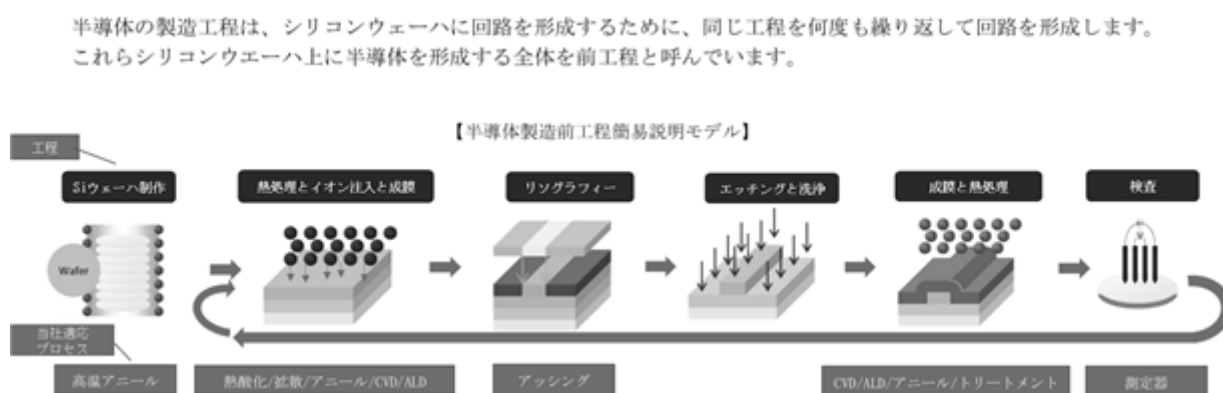 半導体の製造工程は、シリコンウェーハに回路を形成するために、同じ工程を何度も繰り返して回路を形成します。
これらシリコンウエーハ上に半導体を形成する全体を前工程と呼んでいます。
【半導体製造前工程簡易説明モデル】
工程
Siウェーハ制作
熱処理とイオン注入と成膜
リソグラフィー
エッチングと洗浄
成膜と熱処理
検査
Wafer
当社適応
プロセス
高温アニール
熱酸化/拡散/アニール/CVD/ALD
アッシング
CVD/ALD/アニール/トリートメント
測定器